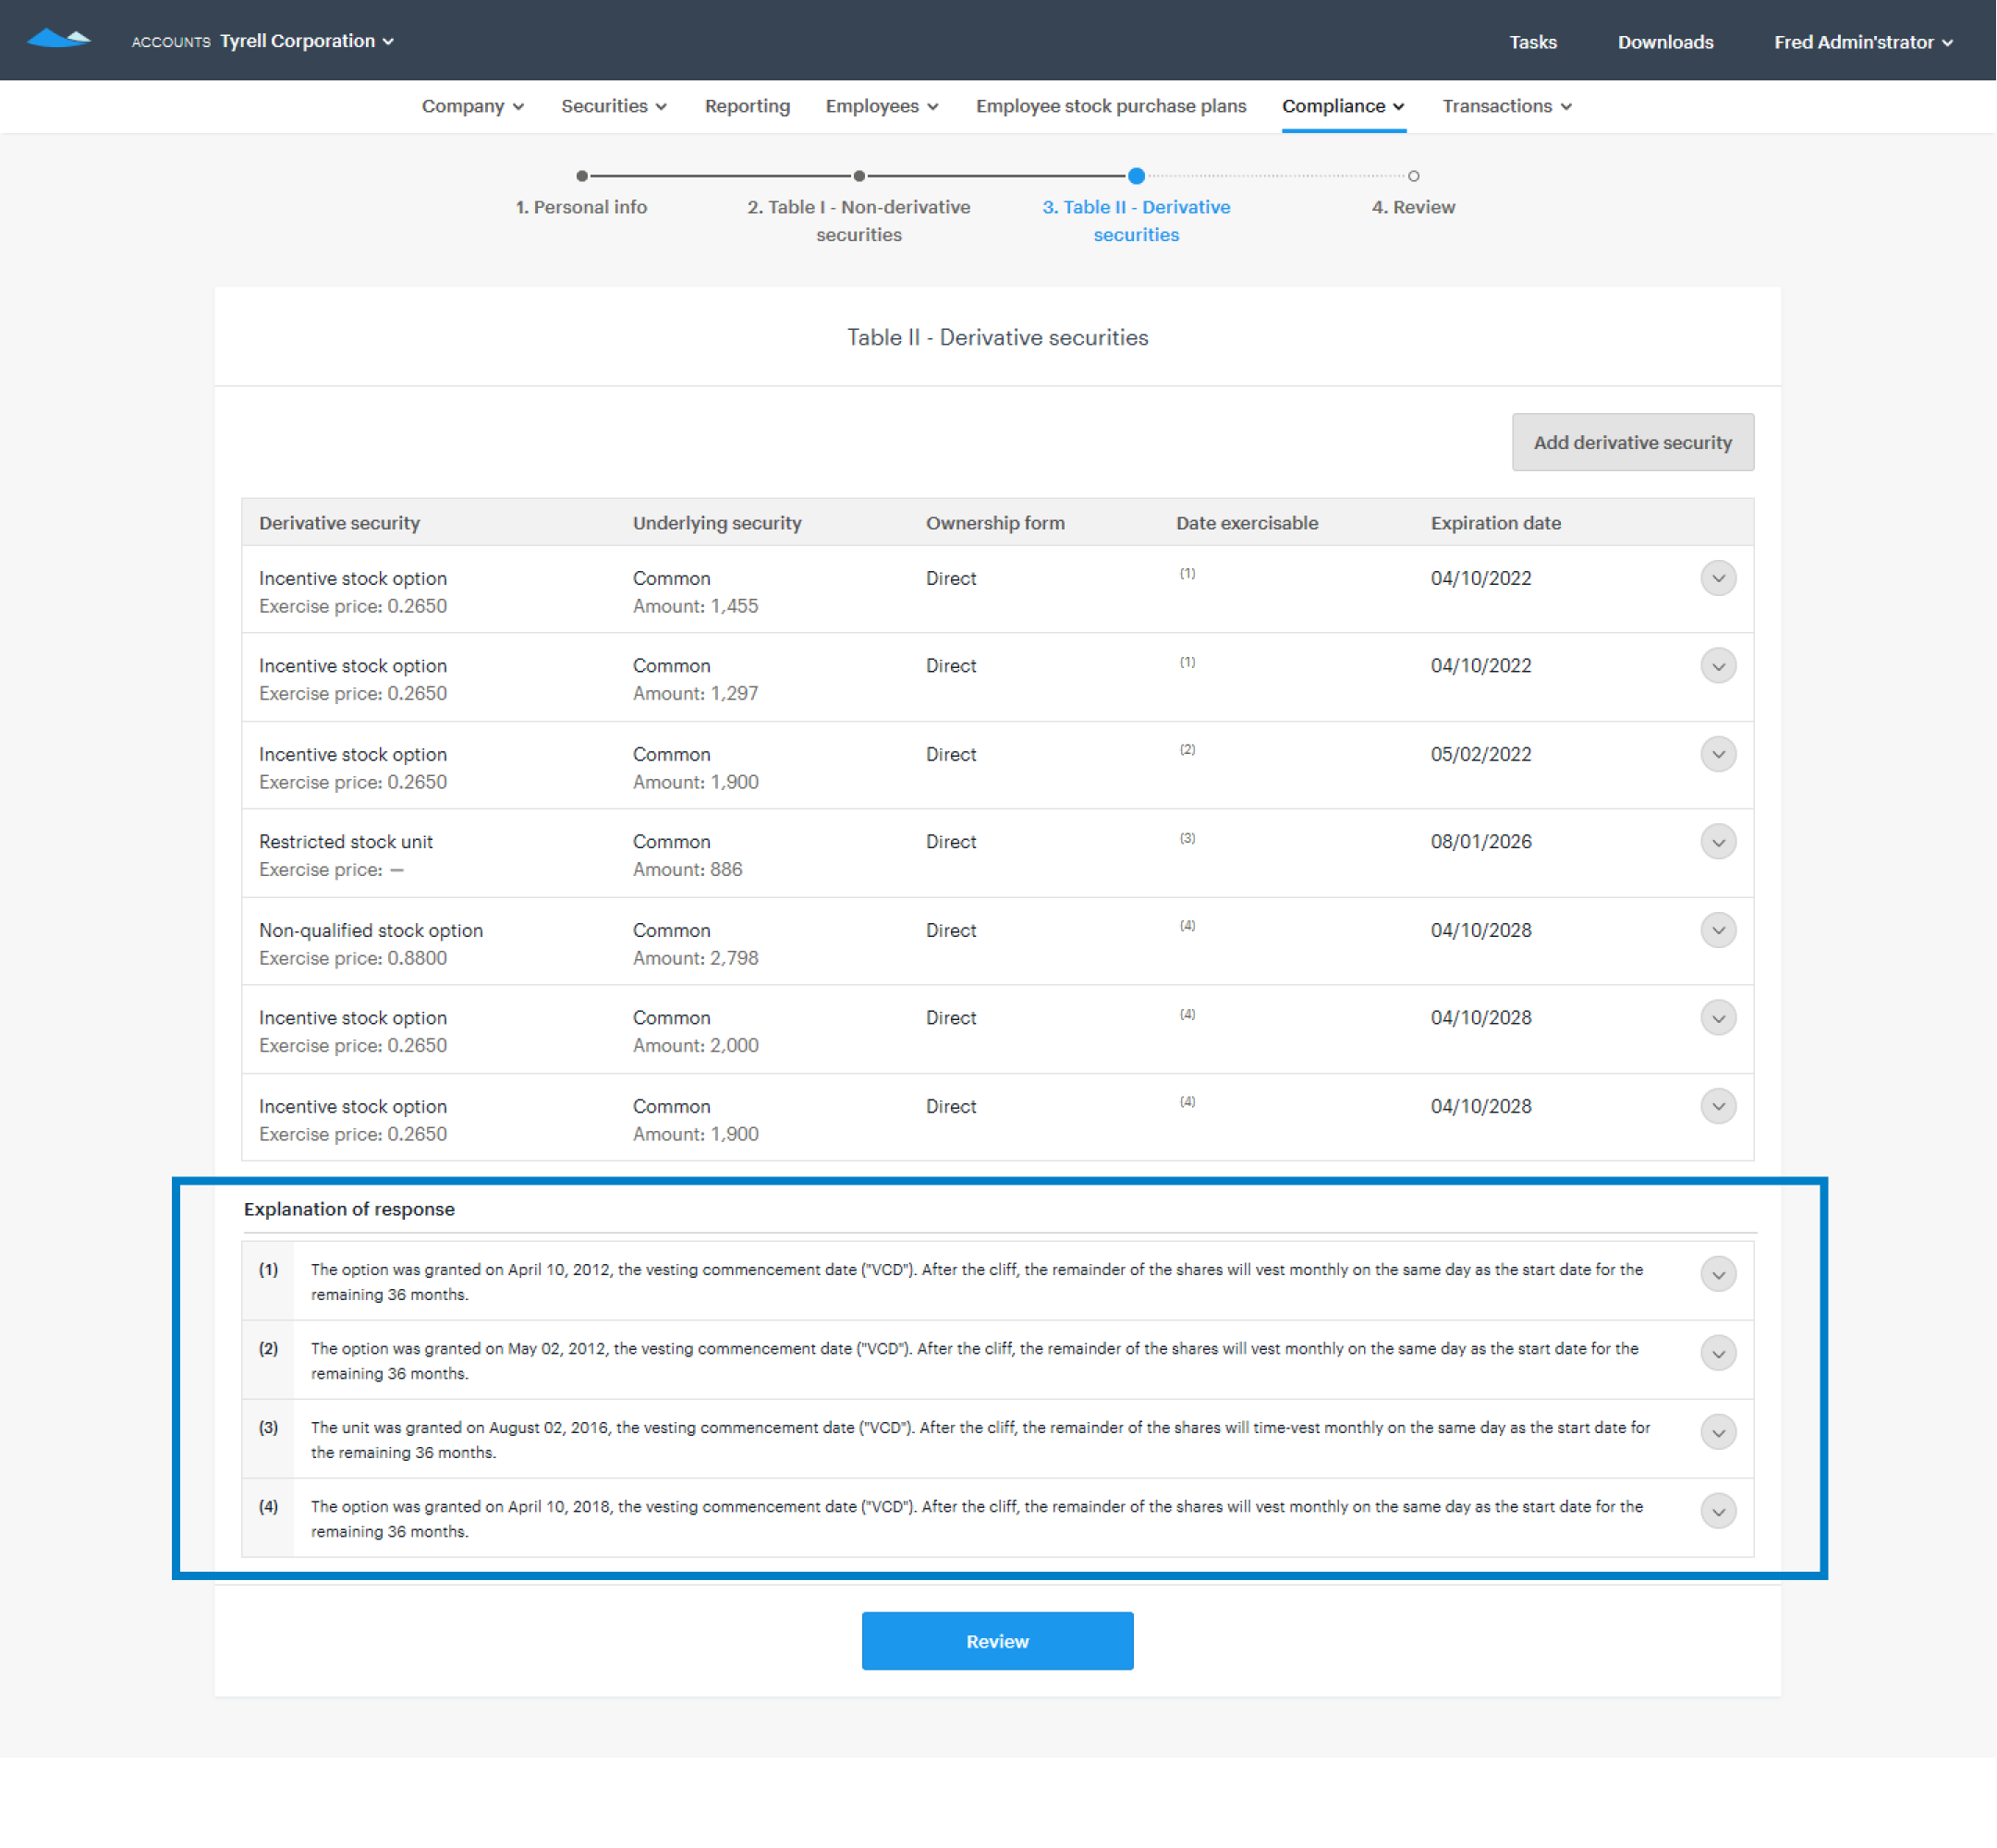 ACCOUNTS Tyrell Corporation
Tasks
Downloads
Fred Admin'strator
Company
Securities
Reporting
Employees
Employee stock purchase plans
Compliance
Transactions
1. Personal info
2. Table I - Non-derivative
securities
3. Table II - Derivative
securities
4. Review
Table II - Derivative securities
Add derivative security
Derivative security Underlying security Ownership form Date exercisable Expiration date
Incentive stock option Common Direct (1) 04/10/2022
Exercise price: 0.2650 Amount: 1,455
Incentive stock option Common Direct (1) 04/10/2022
Exercise price: 0.2650 Amount: 1,297
Incentive stock option Common Direct (2) 05/02/2022
Exercise price: 0.2650 Amount: 1,900
Restricted stock unit Common Direct (3) 08/01/2026
Exercise price: — Amount: 886
Non-qualified stock option Common Direct (4) 04/10/2028
Exercise price: 0.8800 Amount: 2,798
Incentive stock option Common Direct (4) 04/10/2028
Exercise price: 0.2650 Amount: 2,000
Incentive stock option Common Direct (4) 04/10/2028
Exercise price: 0.2650 Amount: 1,900
Explanation of response
(1) The option was granted on April 10, 2012, the vesting commencement date ("VCD"). After the cliff, the remainder of the shares will vest monthly on the same day as the start date for the
remaining 36 months.
(2) The option was granted on May 02, 2012, the vesting commencement date ("VCD"). After the cliff, the remainder of the shares will vest monthly on the same day as the start date for the
remaining 36 months.
(3) The unit was granted on August 02, 2016, the vesting commencement date ("VCD"). After the cliff, the remainder of the shares will time-vest monthly on the same day as the start date for
the remaining 36 months.
(4) The option was granted on April 10, 2018, the vesting commencement date ("VCD"). After the cliff, the remainder of the shares will vest monthly on the same day as the start date for the
remaining 36 months.
Review